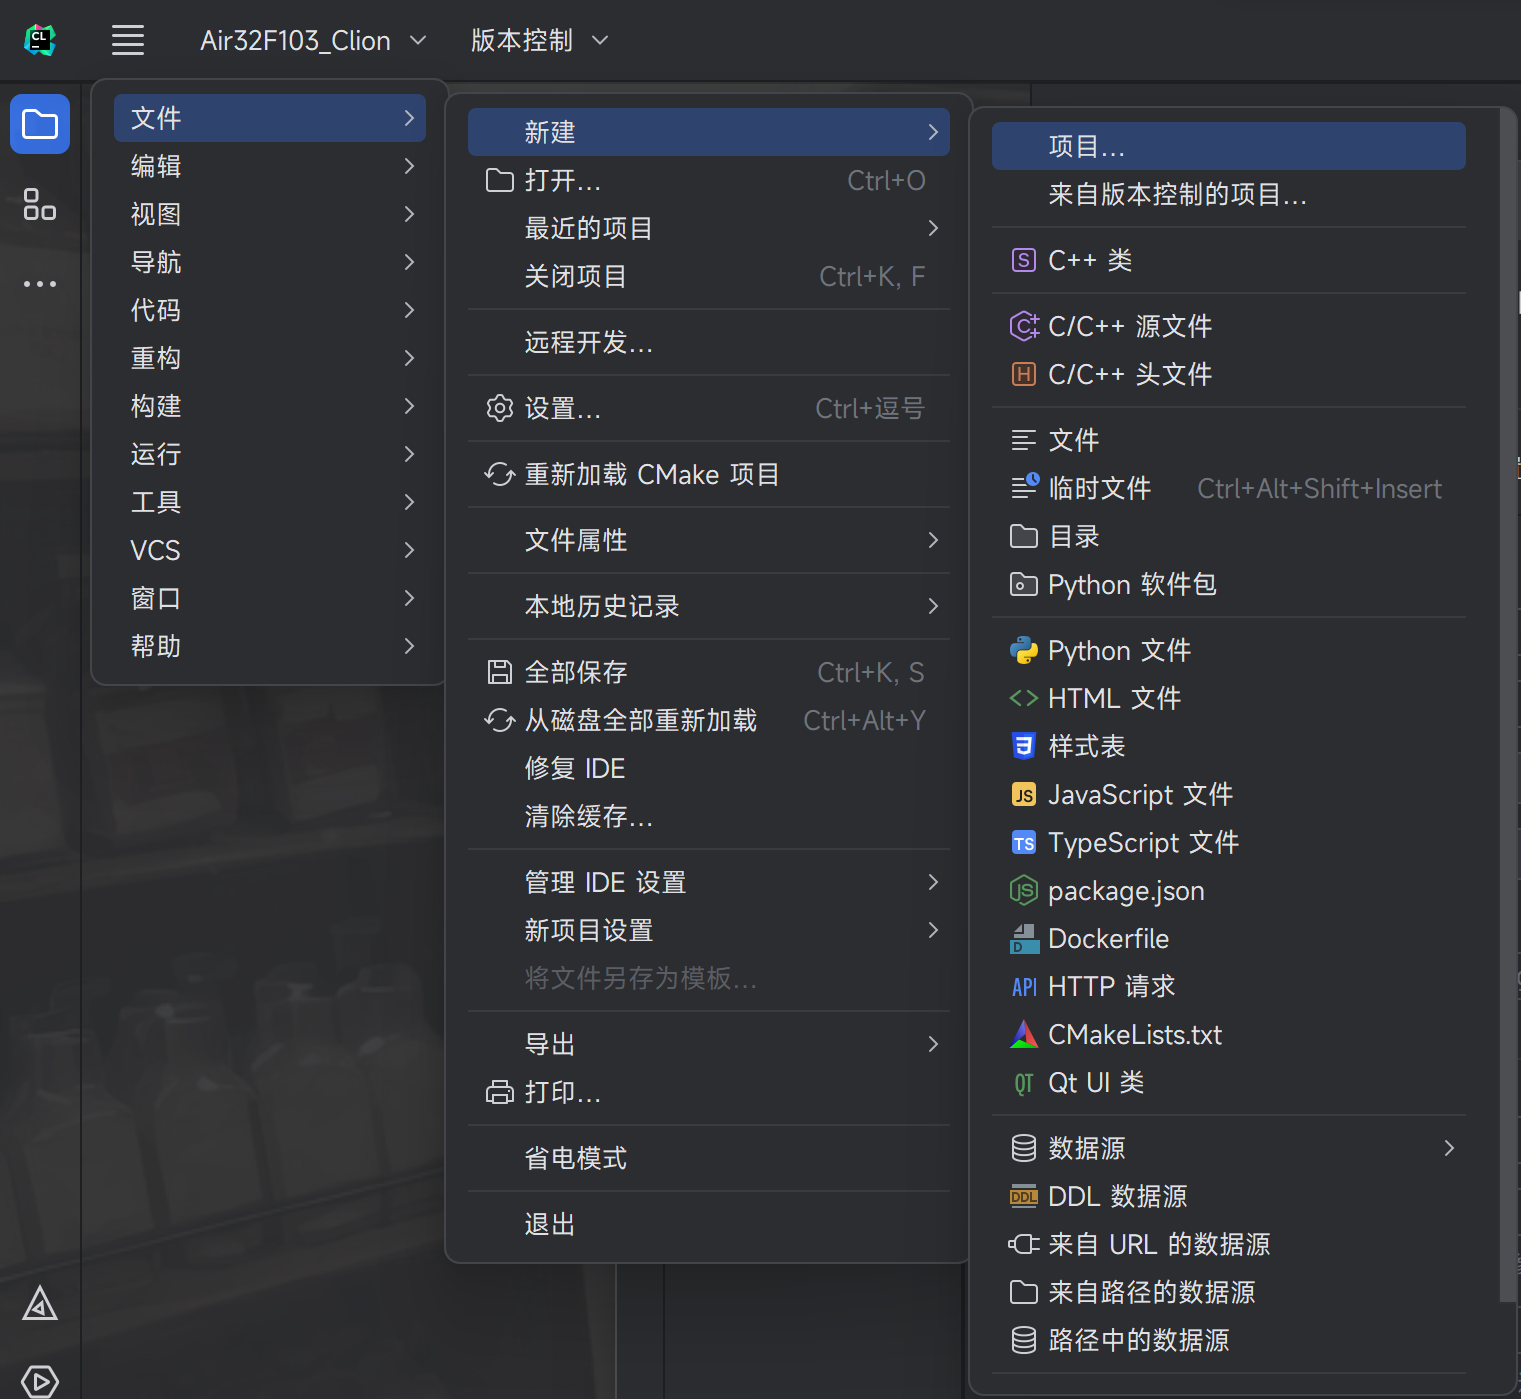 CL
Air32F103_Clion
版本控制
文件
编辑
视图
导航
代码
重构
构建
运行
工具
VCS
窗口
帮助
新建
打开... Ctrl+O
最近的项目
关闭项目 Ctrl+K, F
远程开发...
设置... Ctrl+逗号
重新加载 CMake 项目
文件属性
本地历史记录
全部保存 Ctrl+K, S
从磁盘全部重新加载 Ctrl+Alt+Y
修复 IDE
清除缓存...
管理 IDE 设置
新项目设置
将文件另存为模板...
导出
打印...
省电模式
退出
项目...
来自版本控制的项目...
S C++ 类
C/C++ 源文件
H C/C++ 头文件
文件
临时文件 Ctrl+Alt+Shift+Insert
目录
Python 软件包
Python 文件
HTML 文件
样式表
JS JavaScript 文件
TS TypeScript 文件
JS package.json
D Dockerfile
API HTTP 请求
CMakeLists.txt
QT Qt UI 类
数据源
DDL DDL 数据源
来自 URL 的数据源
来自路径的数据源
路径中的数据源